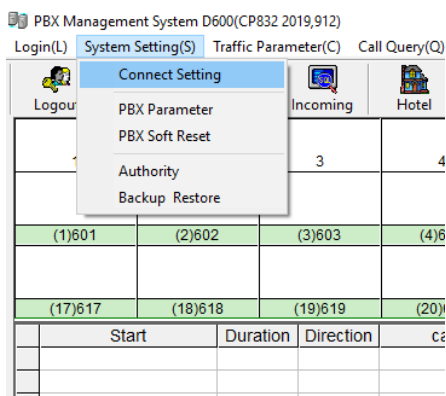 PBX Management System D600(CP832 2019,912)
Login(L) System Setting(S) Traffic Parameter(C) Call Query(Q)
Connect Setting
PBX Parameter
PBX Soft Reset
Authority
Backup Restore
Incoming Hotel
3 4
(1)601 (2)602 (3)603
(17)617 (18)618 (19)619
Start Duration Direction